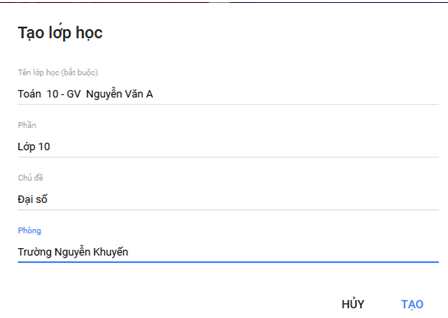 Tạo lớp học
Tên lớp học (bắt buộc)
Toán 10 - GV Nguyễn Văn A
Phần
Lớp 10
Chủ đề
Đại số
Phòng
Trường Nguyễn Khuyến
HỦY TẠO